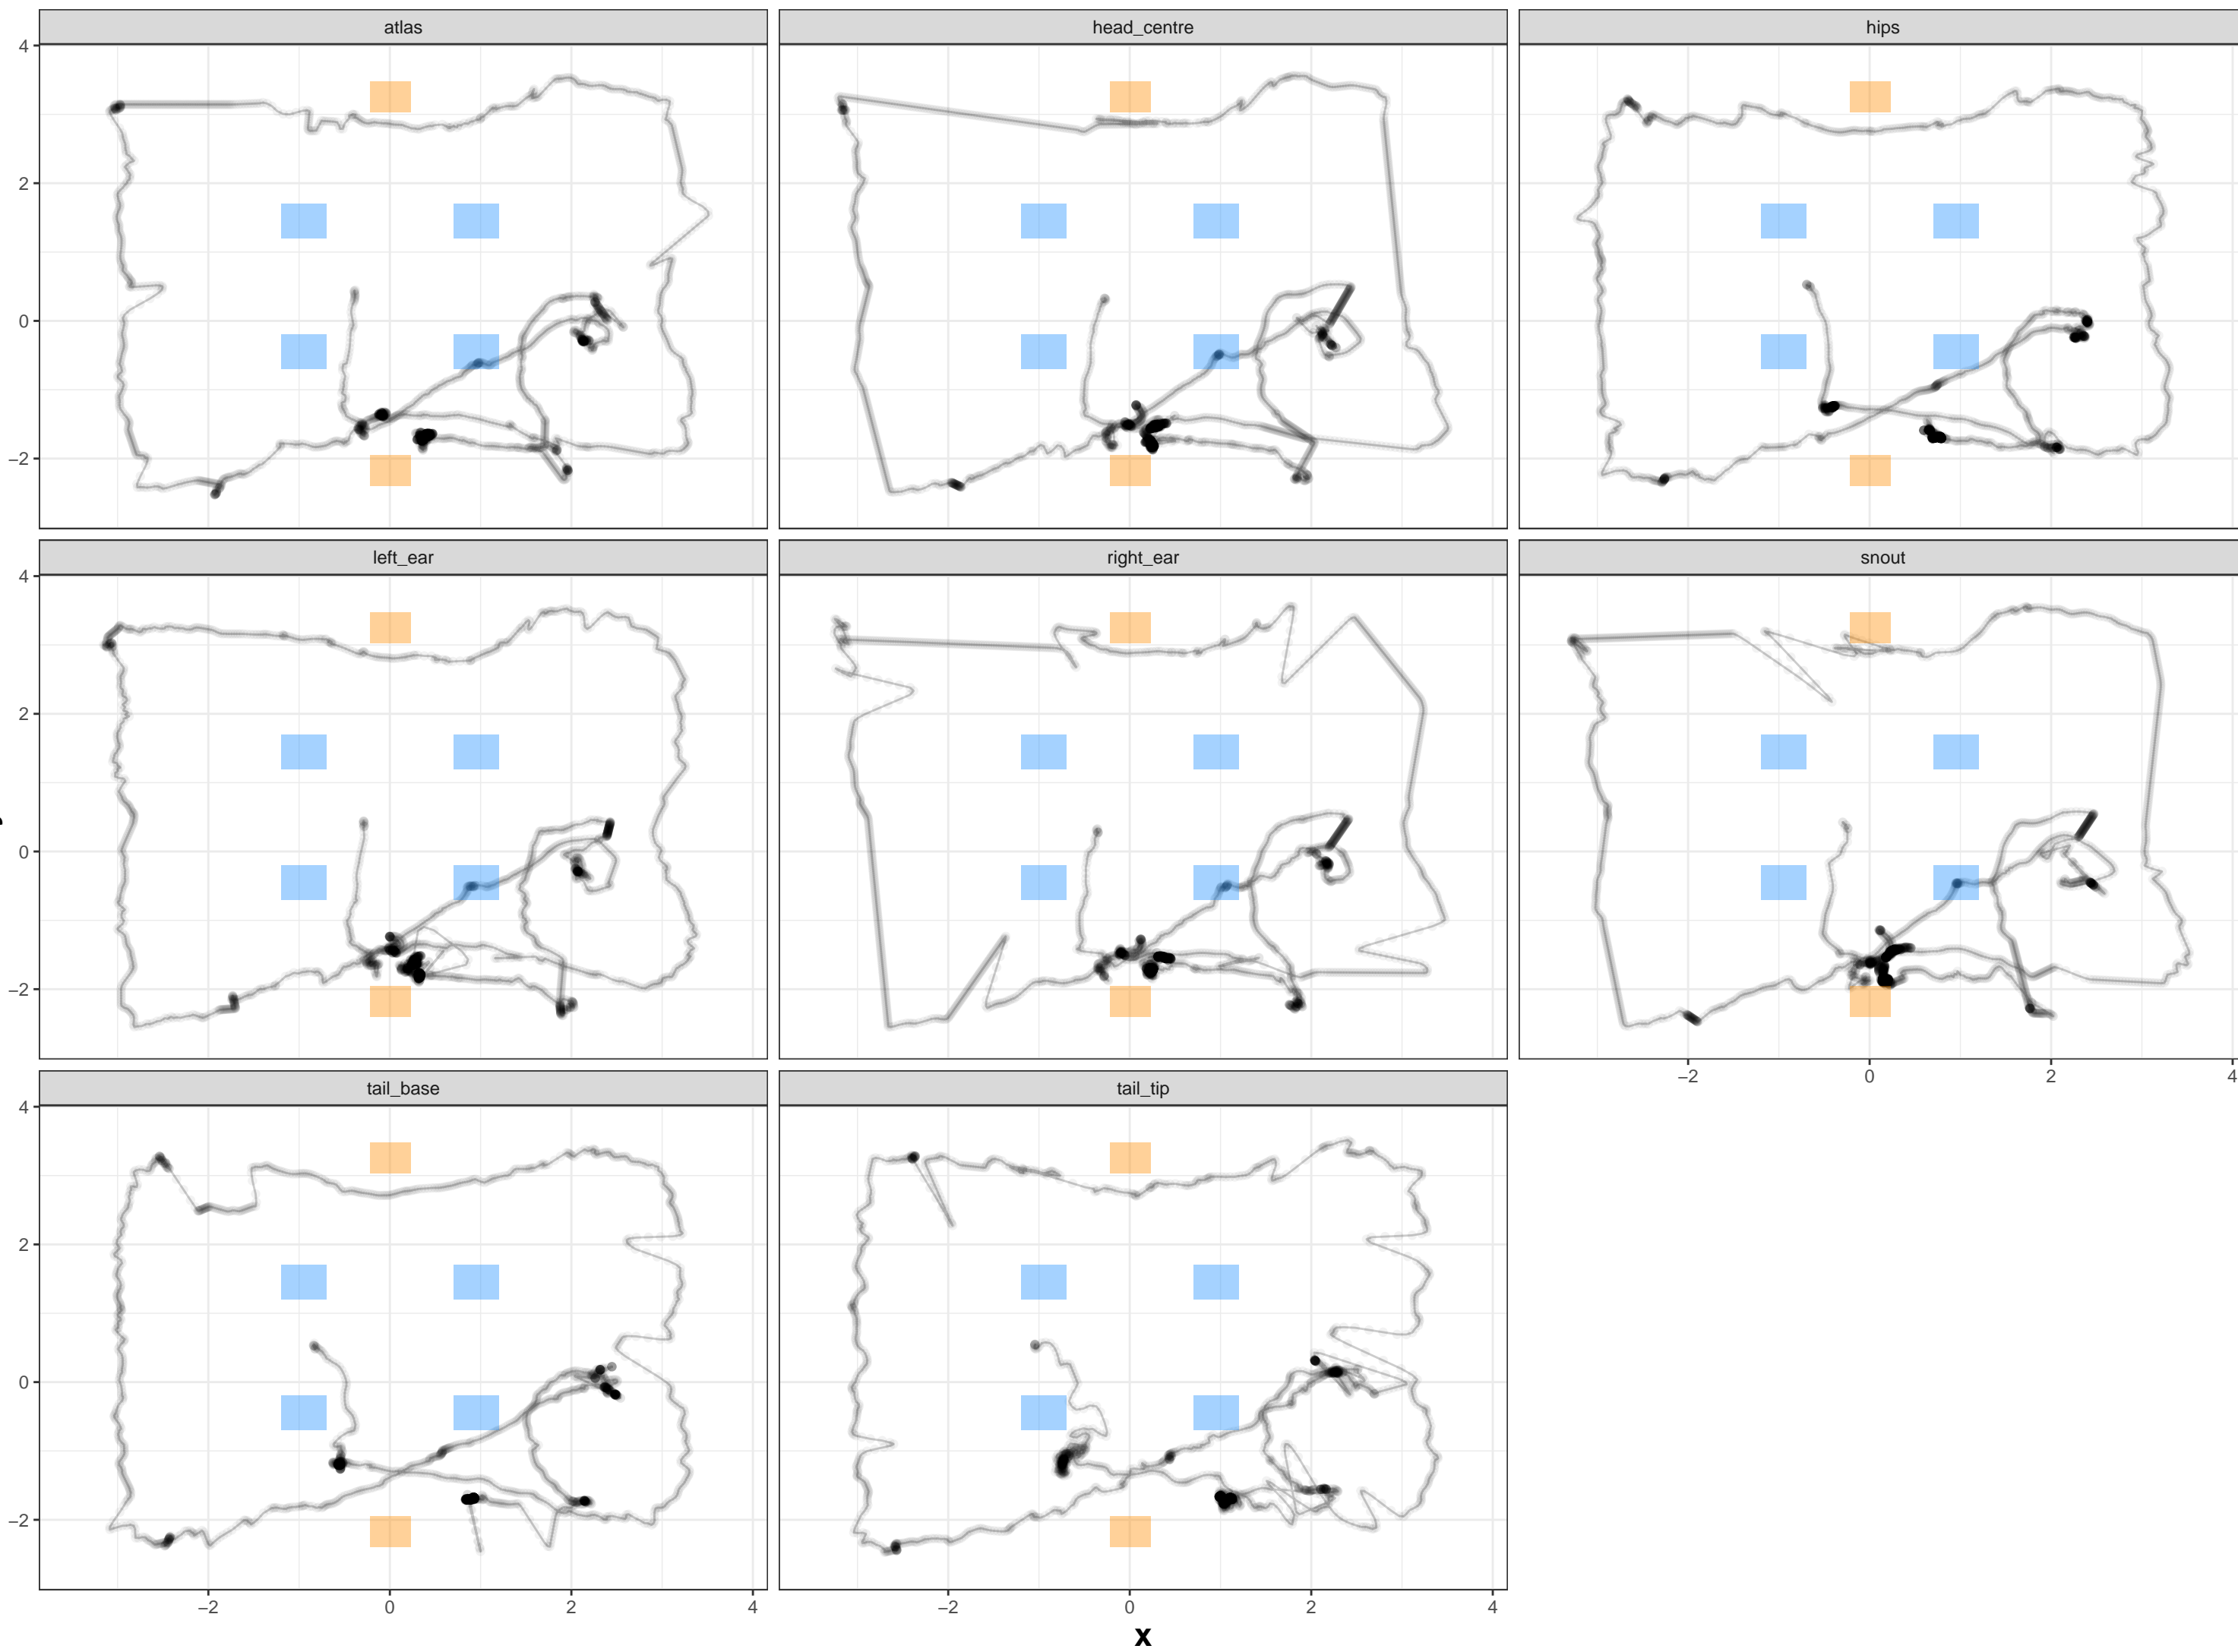 atlas head_centre hips
4
2
0
−2
left_ear right_ear snout
4
2
0
−2
−2 0 2 4
tail_base tail_tip
4
2
0
−2
−2 0 2 4 −2 0 2 4
x